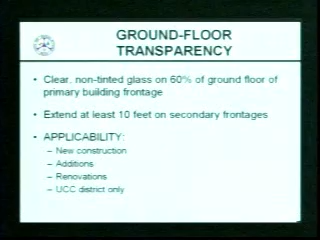 GROUND-FLOOR
TRANSPARENCY
• Clear, non-tinted glass on 60% of ground floor of
primary building frontage
• Extend at least 10 feet on secondary frontages
• APPLICABILITY:
– New construction
– Additions
– Renovations
– UCC district only